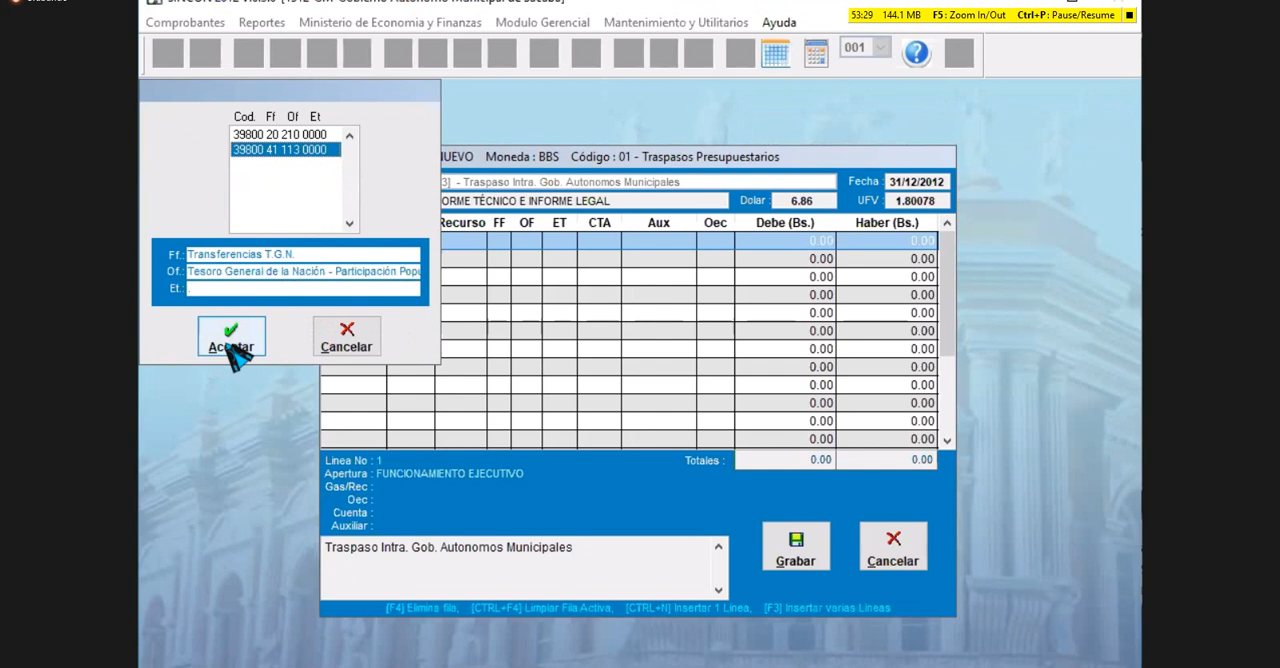 53:29 144.1 MB F5: Zoom In/Out Ctrl+P: Pause/Resume
Comprobantes Reportes Ministerio de Economia y Finanzas Modulo Gerencial Mantenimiento y Utilitarios Ayuda
001
Cod. Ff Of Et
39800 20 210 0000
39800 41 113 0000
Ff.: Transferencias T.G.N.
Of.: Tesoro General de la Nación - Participación Popu
Et.: .
Aceptar
Cancelar
NUEVO Moneda : BBS Código : 01 - Traspasos Presupuestarios
3] - Traspaso Intra. Gob. Autonomos Municipales Fecha 31/12/2012
ORME TÉCNICO E INFORME LEGAL Dolar : 6.86 UFV : 1.80078
Recurso FF OF ET CTA Aux Oec Debe (Bs.) Haber (Bs.)
0.00 0.00
0.00 0.00
0.00 0.00
0.00 0.00
0.00 0.00
0.00 0.00
0.00 0.00
0.00 0.00
0.00 0.00
0.00 0.00
0.00 0.00
0.00 0.00
Linea No : 1 Totales : 0.00 0.00
Apertura : FUNCIONAMIENTO EJECUTIVO
Gas/Rec :
Oec :
Cuenta :
Auxiliar :
Traspaso Intra. Gob. Autonomos Municipales
Grabar
Cancelar
[F4] Elimina fila, [CTRL+F4] Limpiar Fila Activa, [CTRL+N] Insertar 1 Linea, [F3] Insertar varias Lineas